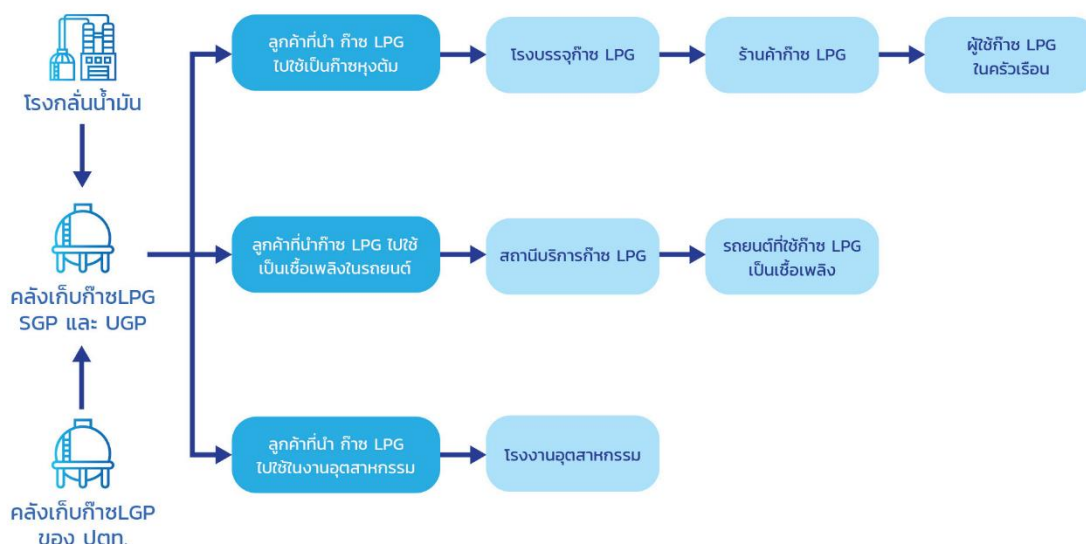 โรงกลั่นน้ำมัน
คลังเก็บก๊าซLPG
SGP และ UGP
คลังเก็บก๊าซLGP
ของ ปตท.
ลูกค้าที่นำ ก๊าซ LPG
ไปใช้เป็นก๊าซหุงต้ม
โรงบรรจุก๊าซ LPG
ร้านค้าก๊าซ LPG
ผู้ใช้ก๊าซ LPG
ในครัวเรือน
ลูกค้าที่นำก๊าซ LPG ไปใช้
เป็นเชื้อเพลิงในรถยนต์
สถานีบริการก๊าซ LPG
รถยนต์ที่ใช้ก๊าซ LPG
เป็นเชื้อเพลิง
ลูกค้าที่นำ ก๊าซ LPG
ไปใช้ในงานอุตสาหกรรม
โรงงานอุตสาหกรรม